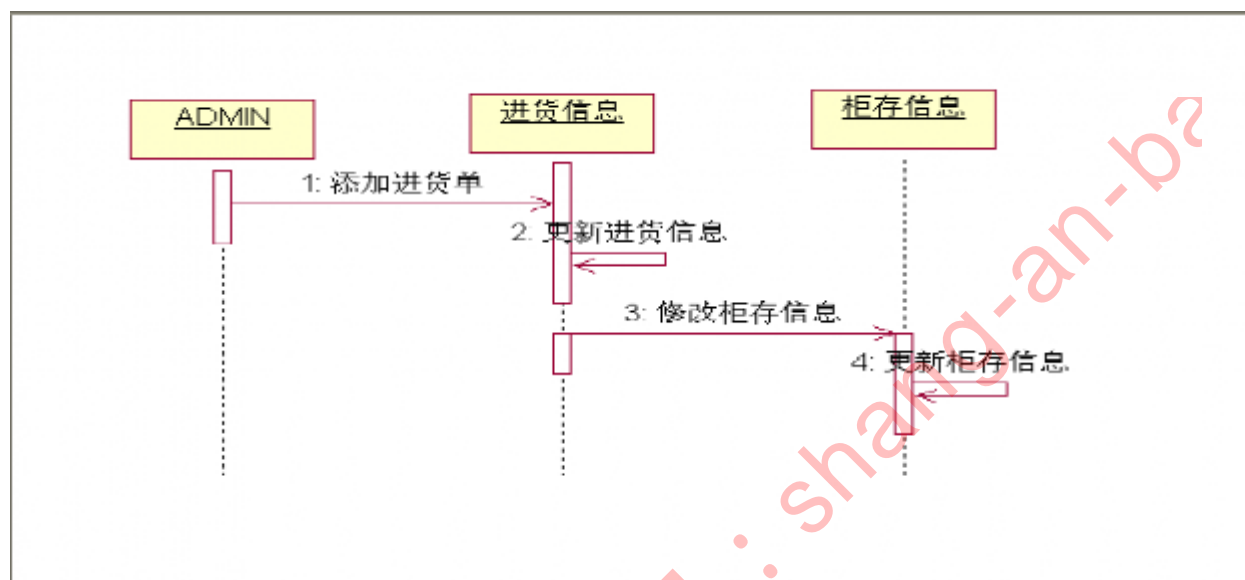 ADMIN
进货信息
柜存信息
1: 添加进货单
2: 更新进货信息
3: 修改柜存信息
4: 更新柜存信息
: shang-an-ba